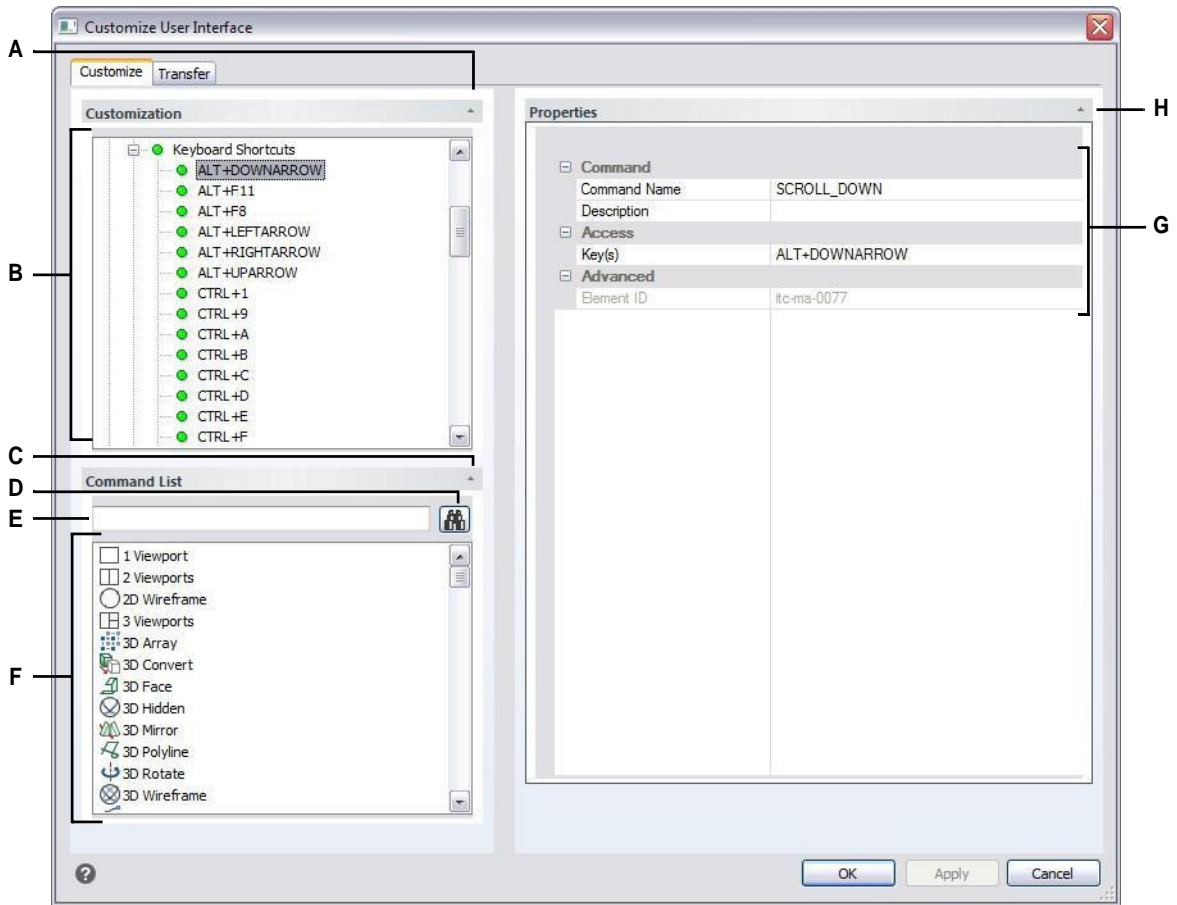 Customize User Interface
A
Customize Transfer
Customization
Properties
H
B
Keyboard Shortcuts
ALT+DOWNARROW
ALT+F11
ALT+F8
ALT+LEFTARROW
ALT+RIGHTARROW
ALT+UPARROW
CTRL+1
CTRL+9
CTRL+A
CTRL+B
CTRL+C
CTRL+D
CTRL+E
CTRL+F
Command
Command Name SCROLL_DOWN
Description
Access
Key(s) ALT+DOWNARROW
Advanced
Element ID itc-ma-0077
G
C
Command List
D
E
F
1 Viewport
2 Viewports
2D Wireframe
3 Viewports
3D Array
3D Convert
3D Face
3D Hidden
3D Mirror
3D Polyline
3D Rotate
3D Wireframe
?
OK Apply Cancel